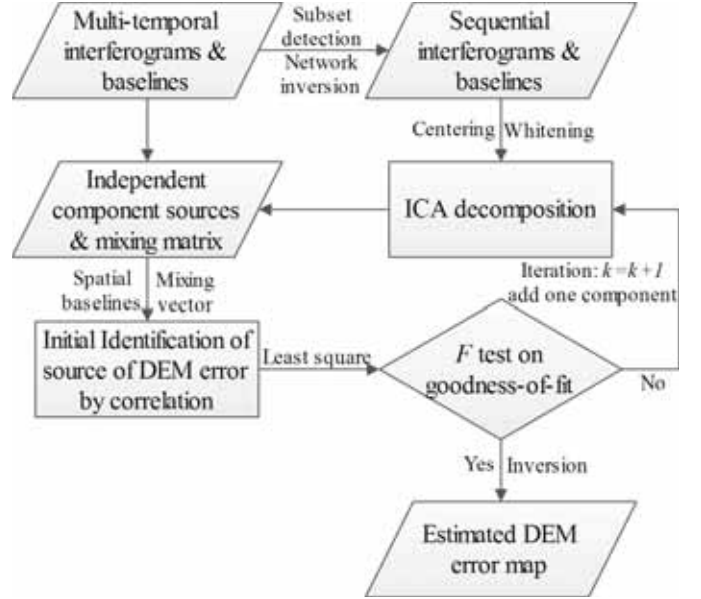 Multi-temporal
interferograms &
baselines
Subset
detection
Network
inversion
Sequential
interferograms &
baselines
Centering
Whitening
Independent
component sources
& mixing matrix
ICA decomposition
Spatial
baselines
Mixing
vector
Iteration: k=k+1
add one component
Initial Identification of
source of DEM error
by correlation
Least square
F test on
goodness-of-fit
No
Yes
Inversion
Estimated DEM
error map